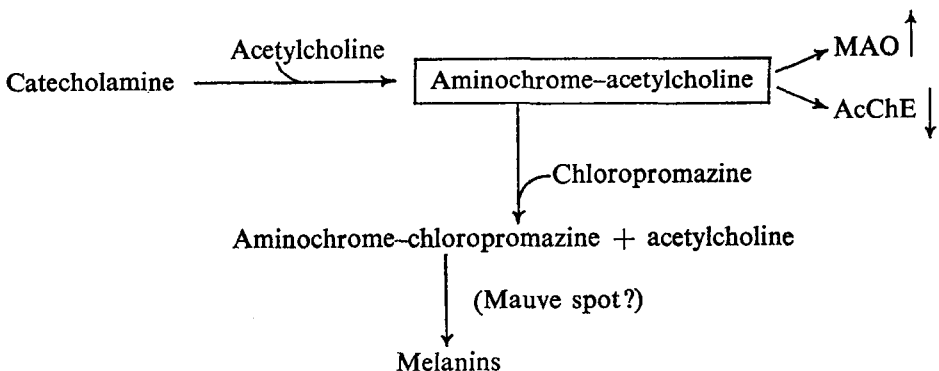 Acetylcholine
MAO
Catecholamine
Aminochrome–acetylcholine
AcChE
Chloropromazine
Aminochrome–chloropromazine + acetylcholine
(Mauve spot?)
Melanins